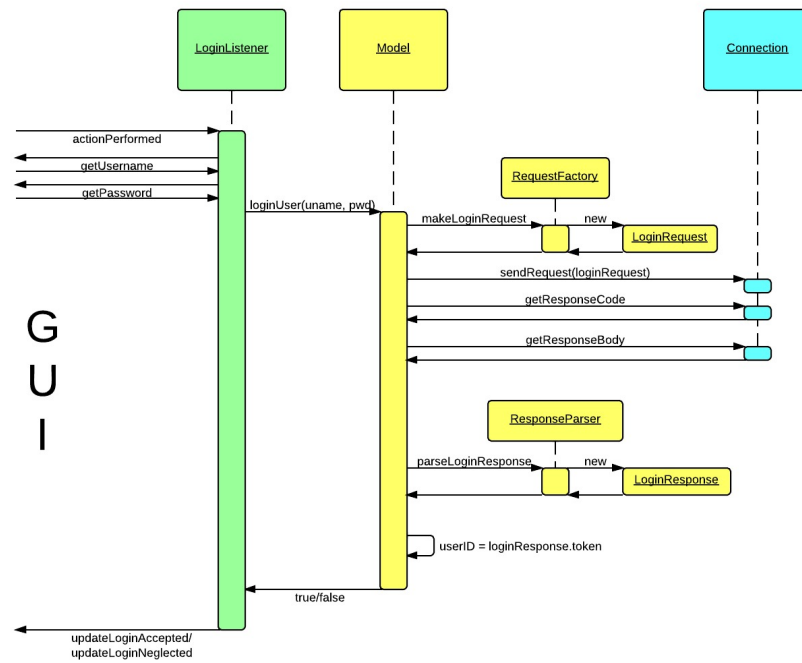 LoginListener
Model
Connection
actionPerformed
getUsername
getPassword
RequestFactory
loginUser(uname, pwd)
makeLoginRequest
new
LoginRequest
sendRequest(loginRequest)
getResponseCode
getResponseBody
G
U
I
ResponseParser
parseLoginResponse
new
LoginResponse
userID = loginResponse.token
true/false
updateLoginAccepted/
updateLoginNeglected